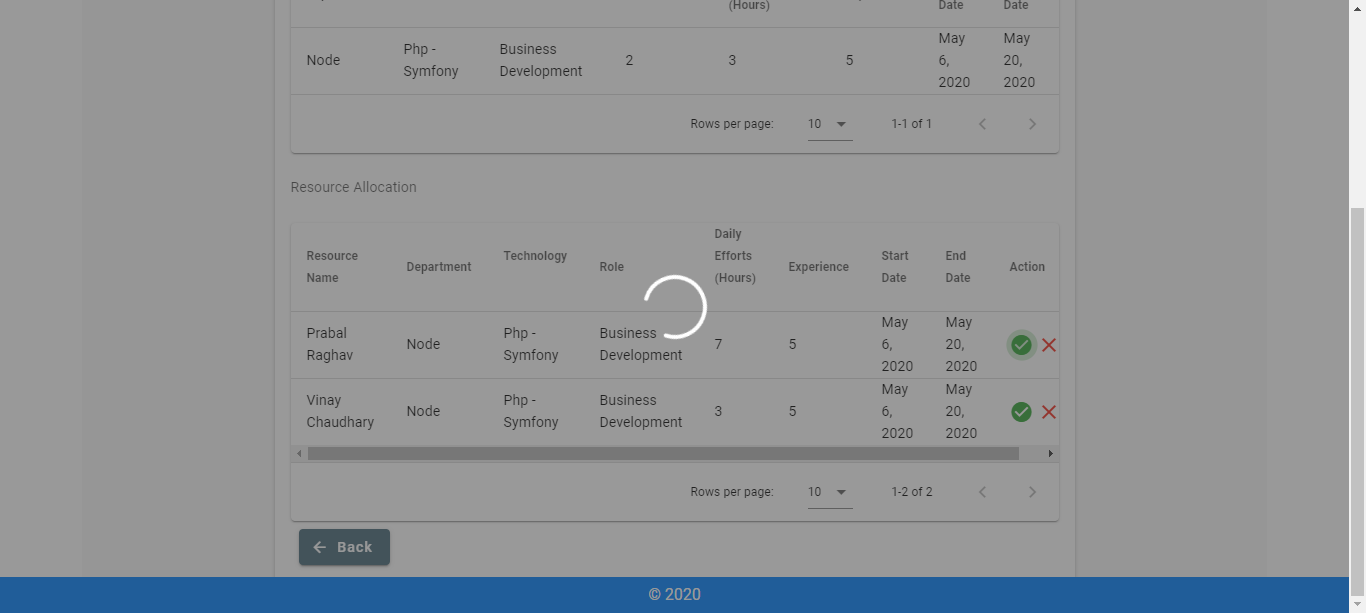 (Hours)
Date
Date
Node
Php -
Symfony
Business
Development
2
3
5
May
6,
2020
May
20,
2020
Rows per page:
10
1-1 of 1
Resource Allocation
Resource
Name
Department
Technology
Role
Daily
Efforts
(Hours)
Experience
Start
Date
End
Date
Action
Prabal
Raghav
Node
Php -
Symfony
Business
Development
7
5
May
6,
2020
May
20,
2020
Vinay
Chaudhary
Node
Php -
Symfony
Business
Development
3
5
May
6,
2020
May
20,
2020
Rows per page:
10
1-2 of 2
Back
© 2020